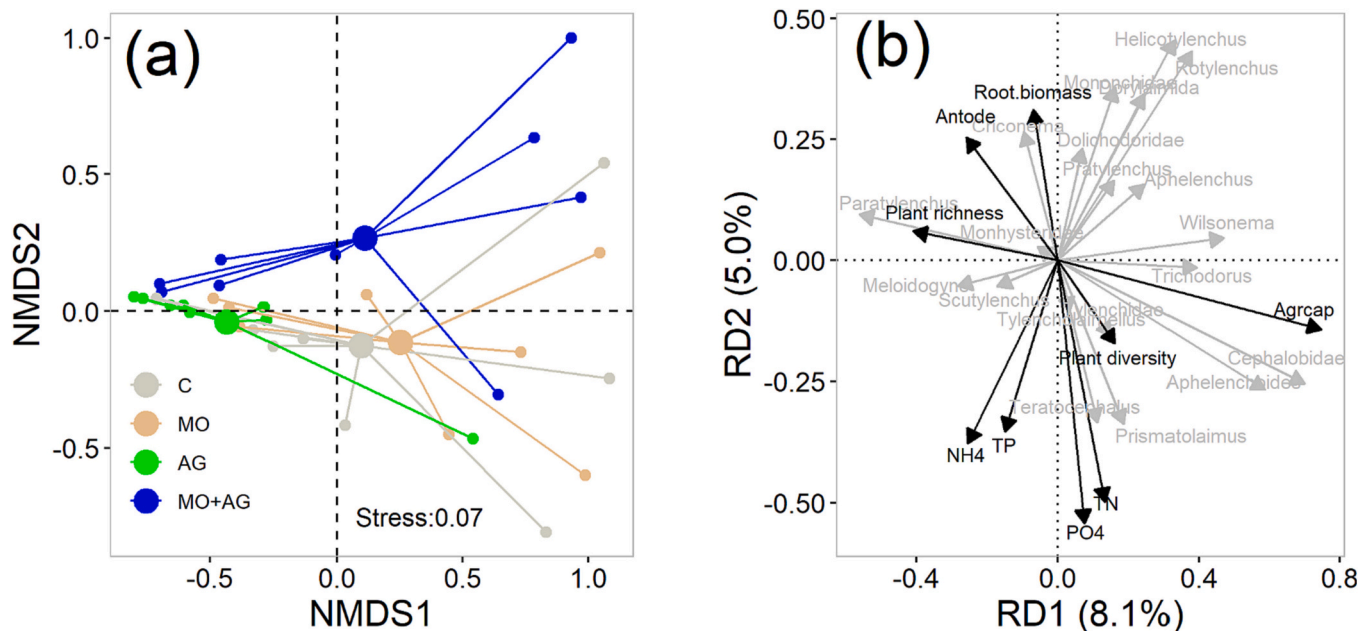 (a)
1.0
0.5
0.0
-0.5
NMDS2
C
MO
AG
MO+AG
Stress:0.07
-0.5
0.0
0.5
1.0
NMDS1
(b)
0.50
0.25
0.00
-0.25
-0.50
RD2 (5.0%)
Helicotylenchus
Rotylenchus
Mononchidae
Dorylaimida
Root.biomass
Antode
Criconema
Dolichodoridae
Pratylenchus
Aphelenchus
Paratylenchus
Plant richness
Wilsonema
Monhysteridae
Trichodorus
Meloidogyne
Scutylenchus
Tylenchidae
Agrcap
Plant diversity
Cephalobidae
Aphelenchoides
Teratocephalus
Prismatolaimus
NH4
TP
TN
PO4
-0.4
0.0
0.4
0.8
RD1 (8.1%)